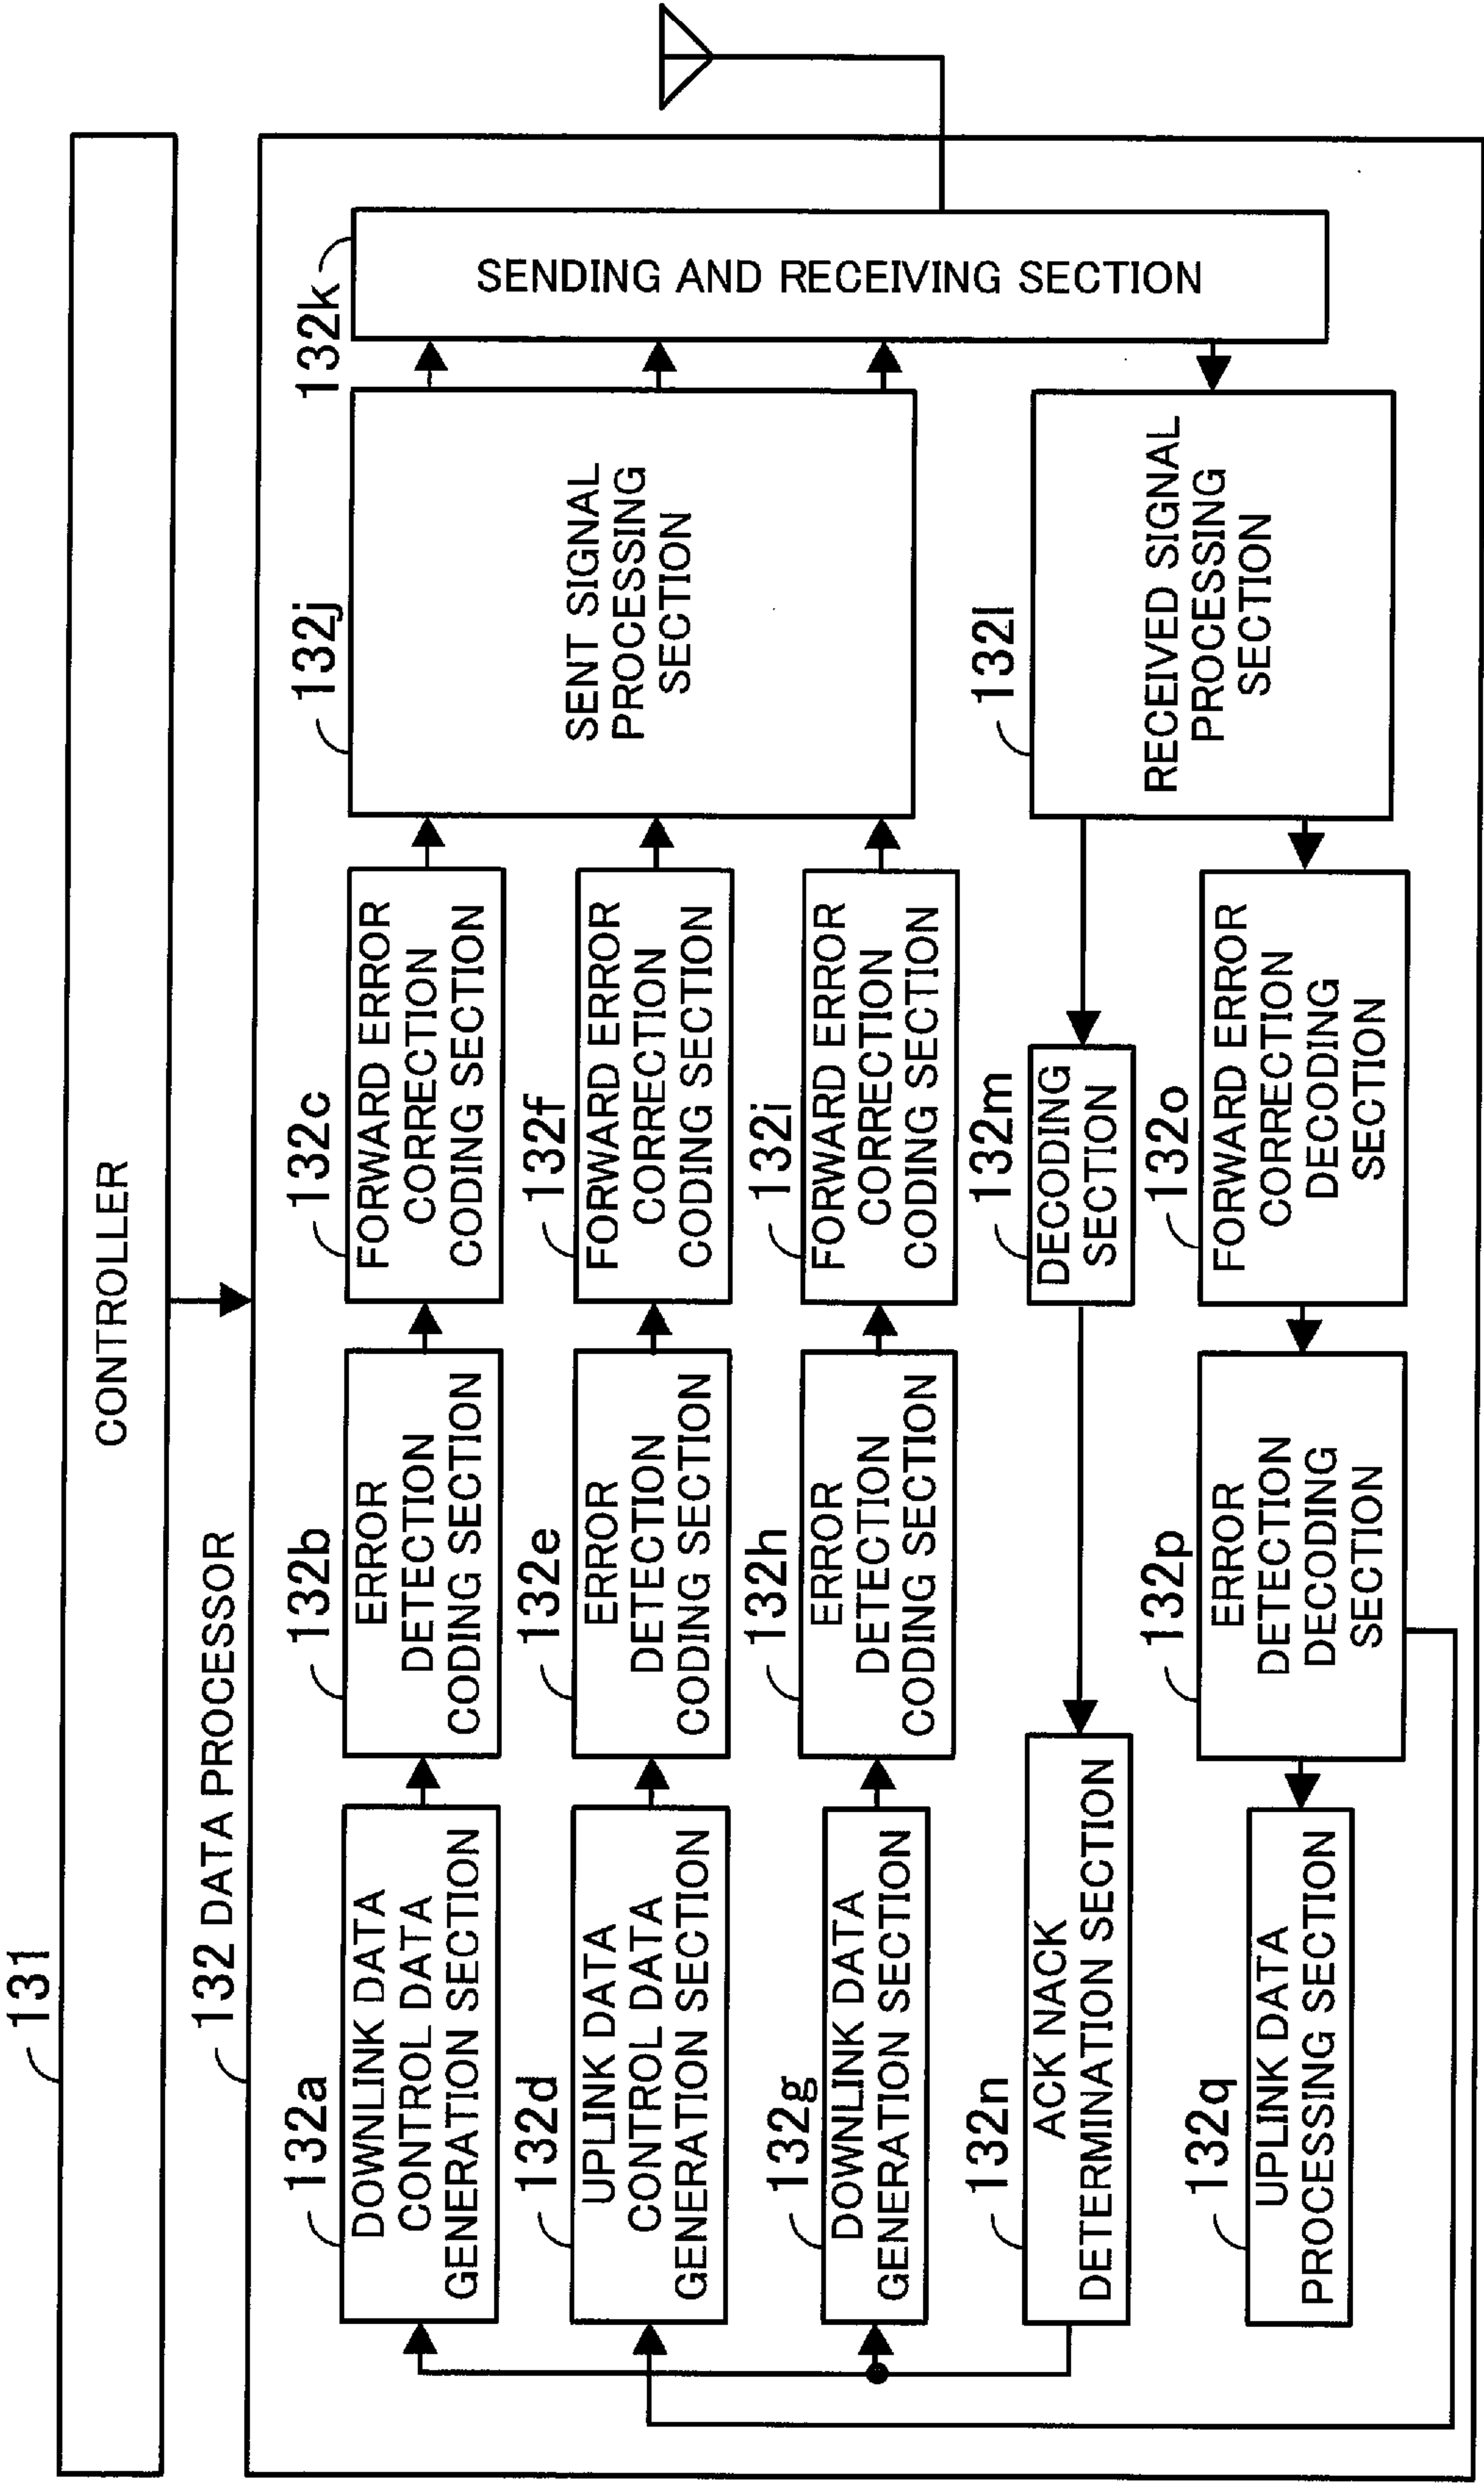 131
CONTROLLER
132 DATA PROCESSOR
132a
DOWNLINK DATA
CONTROL DATA
GENERATION SECTION
132b
ERROR
DETECTION
CODING SECTION
132c
FORWARD ERROR
CORRECTION
CODING SECTION
132j
SENT SIGNAL
PROCESSING
SECTION
132k
SENDING AND RECEIVING SECTION
132d
UPLINK DATA
CONTROL DATA
GENERATION SECTION
132e
ERROR
DETECTION
CODING SECTION
132f
FORWARD ERROR
CORRECTION
CODING SECTION
132g
DOWNLINK DATA
GENERATION SECTION
132h
ERROR
DETECTION
CODING SECTION
132i
FORWARD ERROR
CORRECTION
CODING SECTION
132n
ACK NACK
DETERMINATION SECTION
132m
DECODING
SECTION
132l
RECEIVED SIGNAL
PROCESSING
SECTION
132q
UPLINK DATA
PROCESSING SECTION
132p
ERROR
DETECTION
DECODING
SECTION
132o
FORWARD ERROR
CORRECTION
DECODING
SECTION